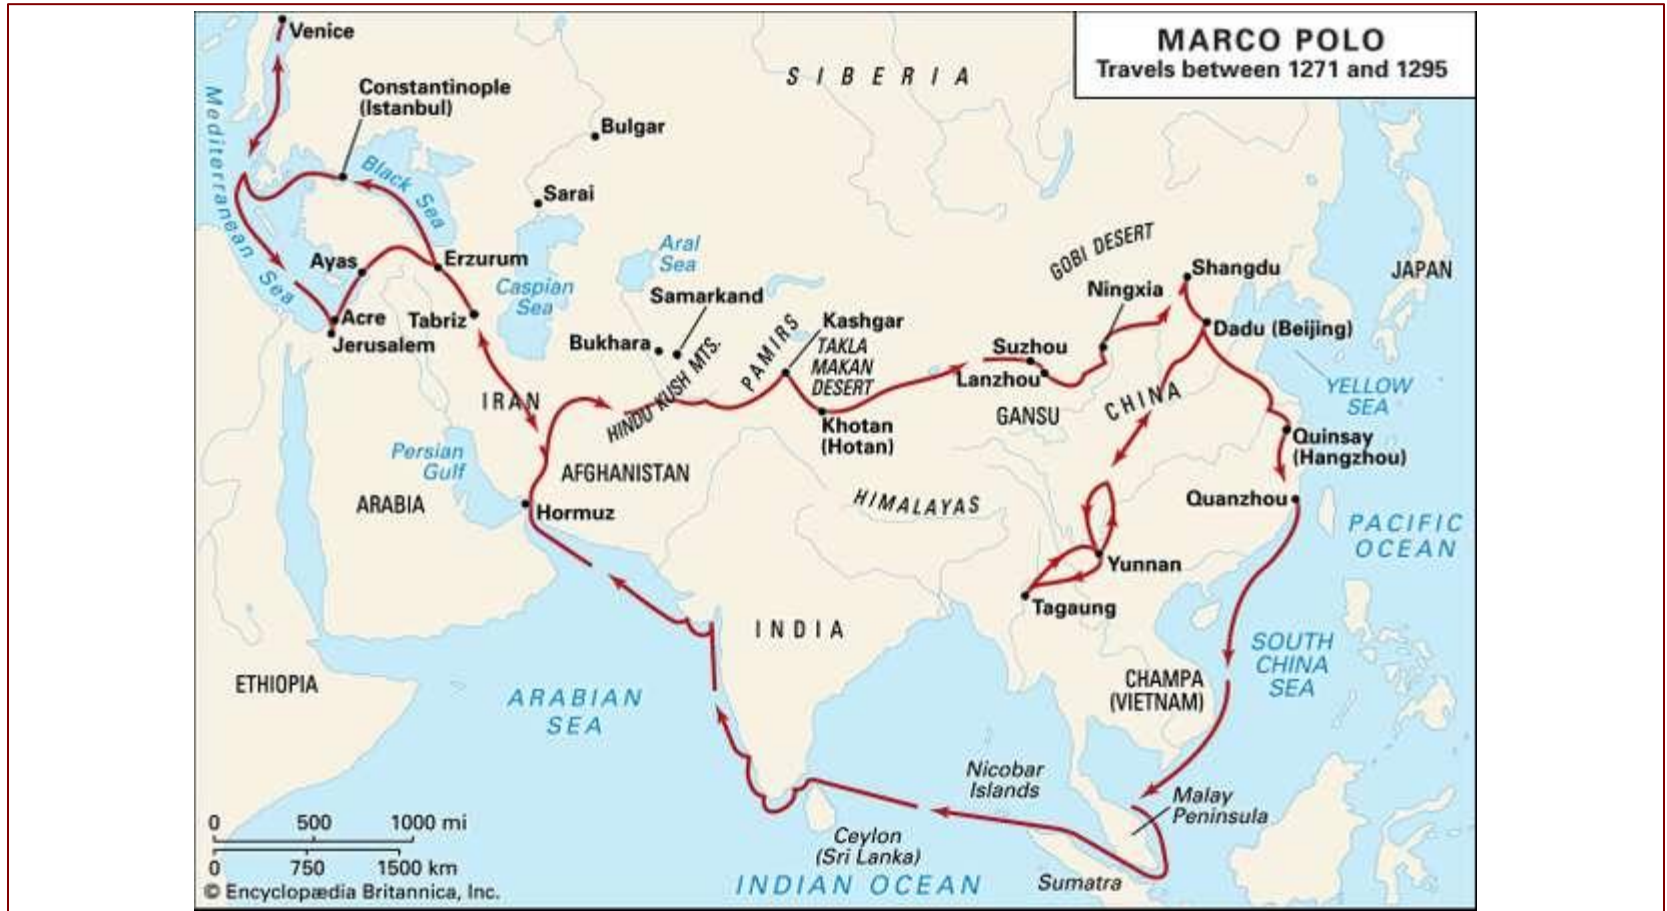 MARCO POLO
Travels between 1271 and 1295
Venice
SIBERIA
Constantinople
(Istanbul)
Bulgar
Mediterranean Sea
Black Sea
Sarai
Aral
Sea
GOBI DESERT
Shangdu
JAPAN
Ayas
Erzurum
Caspian
Sea
Samarkand
Ningxia
Acre
Tabriz
Jerusalem
Bukhara
HINDU KUSH MTS.
PAMIRS
Kashgar
TAKLA
MAKAN
DESERT
Suzhou
Lanzhou
Dadu (Beijing)
IRAN
Khotan
(Hotan)
GANSU
CHINA
YELLOW
SEA
Persian
Gulf
AFGHANISTAN
Quinsay
(Hangzhou)
ARABIA
Hormuz
HIMALAYAS
Quanzhou
PACIFIC
OCEAN
Yunnan
Tagaung
INDIA
ETHIOPIA
ARABIAN
SEA
CHAMPA
(VIETNAM)
SOUTH
CHINA
SEA
Nicobar
Islands
Malay
Peninsula
0 500 1000 mi
0 750 1500 km
Ceylon
(Sri Lanka)
INDIAN OCEAN
Sumatra
© Encyclopædia Britannica, Inc.